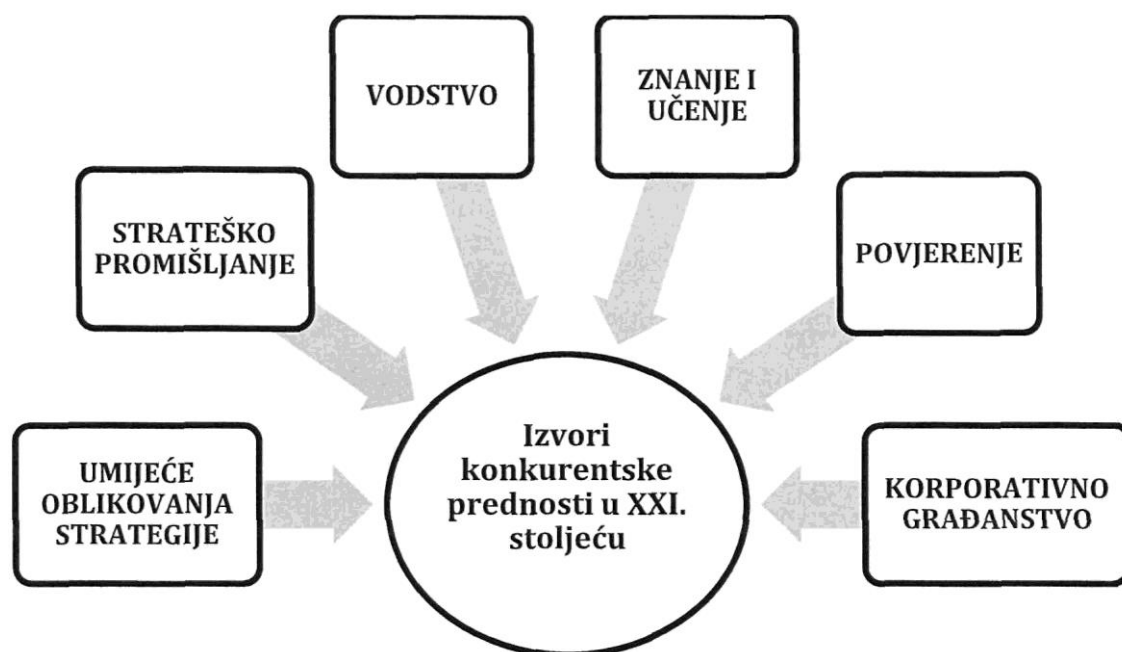 VODSTVO
ZNANJE I
UČENJE
STRATEŠKO
PROMIŠLJANJE
POVJERENJE
UMIJEĆE
OBLIKOVANJA
STRATEGIJE
Izvori
konkurentske
prednosti u XXI.
stoljeću
KORPORATIVNO
GRAĐANSTVO